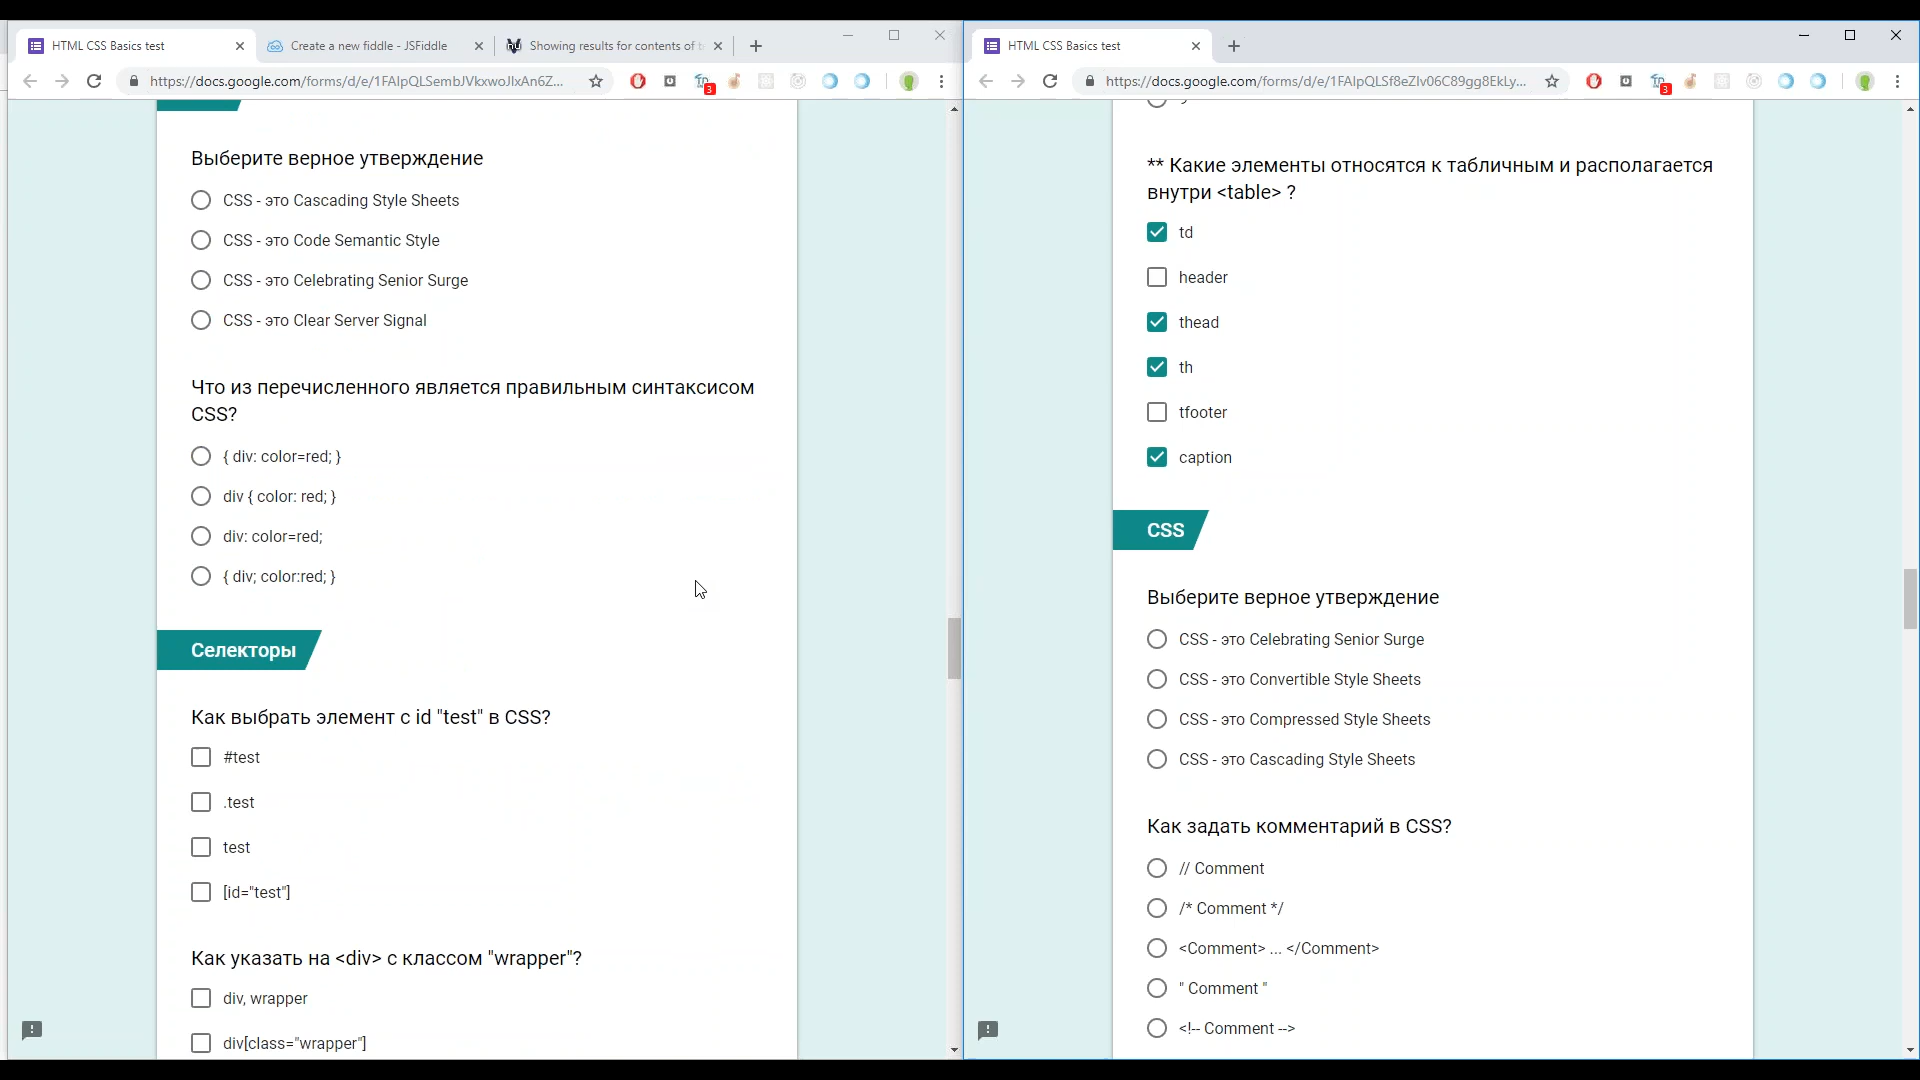 HTML CSS Basics test
Create a new fiddle - JSFiddle
Showing results for contents of
https://docs.google.com/forms/d/e/1FAIpQLSembJVkxwoJlxAn6Z...
3
Выберите верное утверждение
CSS - это Cascading Style Sheets
CSS - это Code Semantic Style
CSS - это Celebrating Senior Surge
CSS - это Clear Server Signal
Что из перечисленного является правильным синтаксисом
CSS?
{ div: color=red; }
div { color: red; }
div: color=red;
{ div; color:red; }
Селекторы
Как выбрать элемент с id "test" в CSS?
#test
.test
test
[id="test"]
Как указать на <div> с классом "wrapper"?
div, wrapper
div[class="wrapper"]
HTML CSS Basics test
https://docs.google.com/forms/d/e/1FAIpQLSf8eZIv06C89gg8EkLy...
3
** Какие элементы относятся к табличным и располагается
внутри <table> ?
td
header
thead
th
tfooter
caption
CSS
Выберите верное утверждение
CSS - это Celebrating Senior Surge
CSS - это Convertible Style Sheets
CSS - это Compressed Style Sheets
CSS - это Cascading Style Sheets
Как задать комментарий в CSS?
// Comment
/* Comment */
<Comment> ... </Comment>
" Comment "
<!-- Comment -->